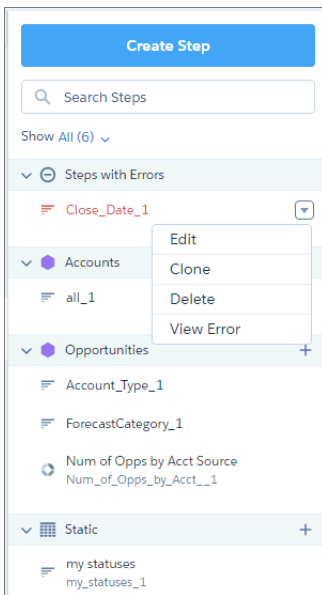 Create Step
Search Steps
Show All (6)
Steps with Errors
Close_Date_1
Edit
Clone
Delete
View Error
Accounts
all_1
Opportunities
Account_Type_1
ForecastCategory_1
Num of Opps by Acct Source
Num_of_Opps_by_Acct__1
Static
my statuses
my_statuses_1